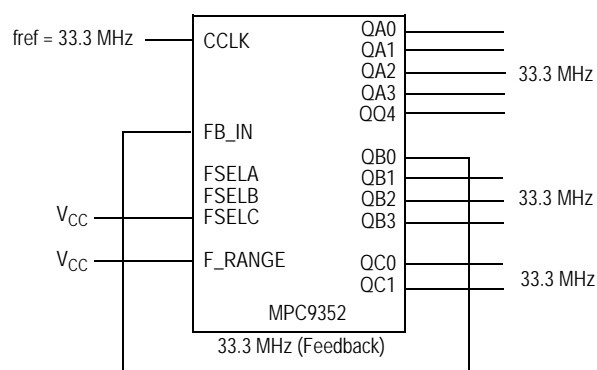 fref = 33.3 MHz
CCLK
QA0
QA1
QA2
33.3 MHz
QA3
QQ4
FB_IN
QB0
FSELA
QB1
FSELB
QB2
33.3 MHz
VCC
FSELC
QB3
VCC
F_RANGE
QC0
33.3 MHz
QC1
MPC9352
33.3 MHz (Feedback)